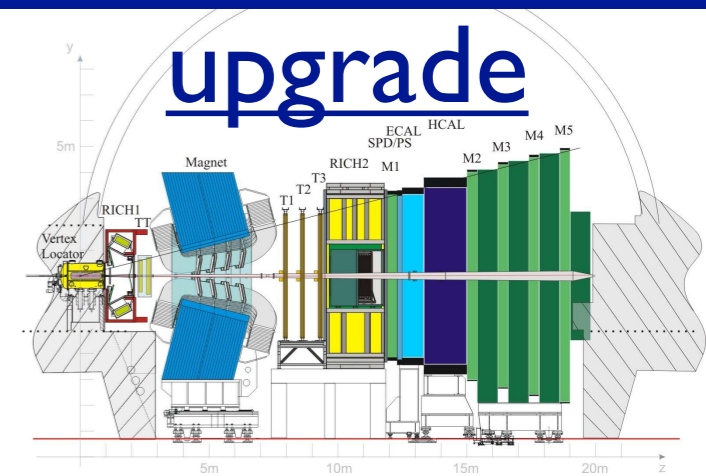 upgrade
y
5m
Vertex
Locator
RICH1
TT
Magnet
T1
T2
T3
RICH2
M1
SPD/PS
ECAL
HCAL
M2
M3
M4
M5
5m
10m
15m
20m
z